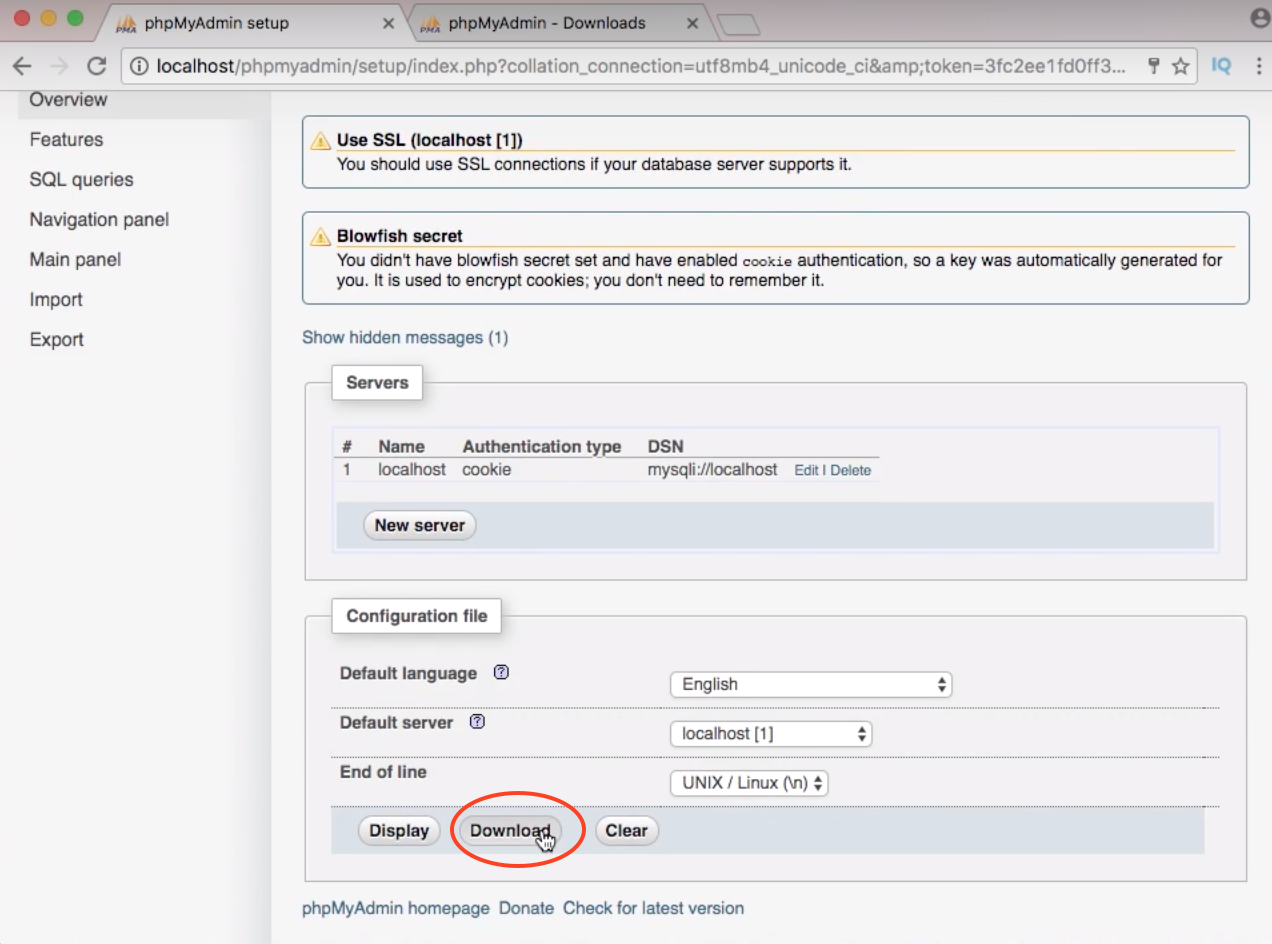 phpMyAdmin setup
phpMyAdmin - Downloads
localhost/phpmyadmin/setup/index.php?collation_connection=utf8mb4_unicode_ci&amp;token=3fc2ee1fd0ff3...
IQ
Overview
Features
SQL queries
Navigation panel
Main panel
Import
Export
Use SSL (localhost [1])
You should use SSL connections if your database server supports it.
Blowfish secret
You didn't have blowfish secret set and have enabled cookie authentication, so a key was automatically generated for
you. It is used to encrypt cookies; you don't need to remember it.
Show hidden messages (1)
Servers
# Name Authentication type DSN
1 localhost cookie mysqli://localhost Edit | Delete
New server
Configuration file
Default language ? English
Default server ? localhost [1]
End of line UNIX / Linux (\n)
Display Download Clear
phpMyAdmin homepage Donate Check for latest version